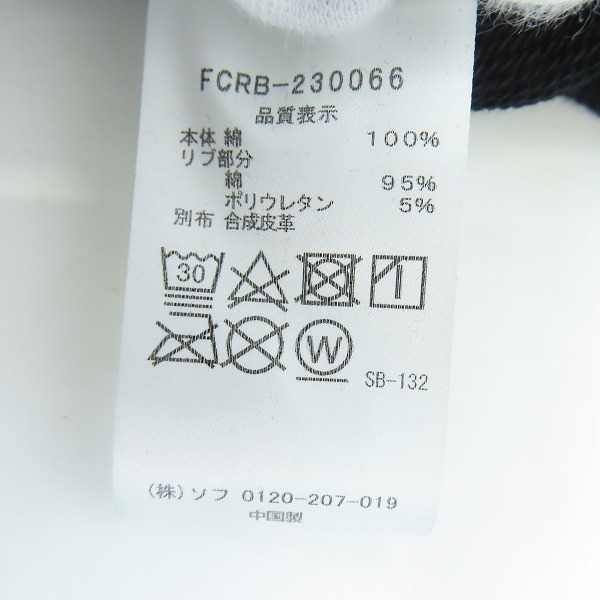 FCRB-230066
品質表示
本体 綿 100%
リブ部分
綿 95%
ポリウレタン 5%
別布 合成皮革
30
W
SB-132
(株)ソフ 0120-207-019
中国製